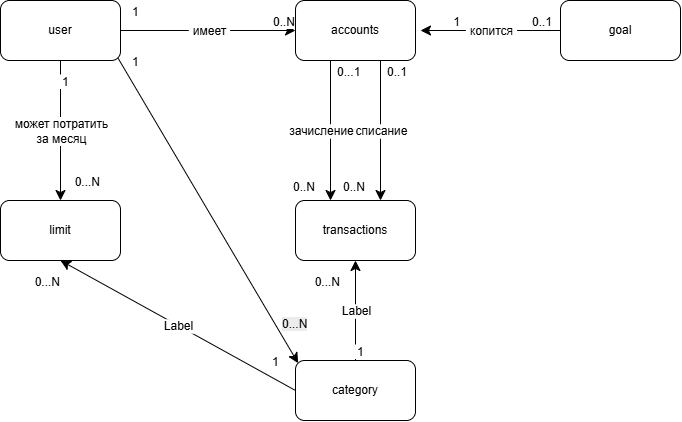 1
user
имеет
0..N
accounts
1
копится
0..1
goal
1
1
0...1
0..1
может потратить
за месяц
зачисление
списание
0...N
0..N
0..N
limit
transactions
0...N
0...N
Label
Label
0...N
1
1
category